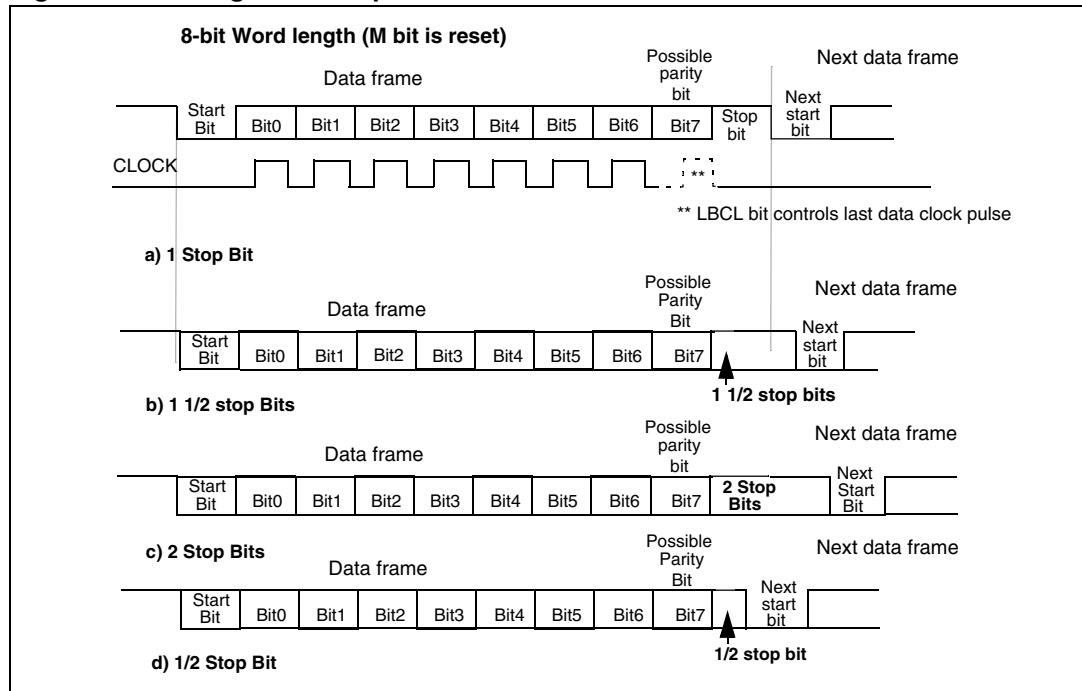 8-bit Word length (M bit is reset)
Next data frame
Possible
parity
bit
Data frame
Start
Bit
Bit0
Bit1
Bit2
Bit3
Bit4
Bit5
Bit6
Bit7
Stop
bit
Next
start
bit
CLOCK
**
** LBCL bit controls last data clock pulse
a) 1 Stop Bit
Possible
Parity
Bit
Next data frame
Data frame
Start
Bit
Bit0
Bit1
Bit2
Bit3
Bit4
Bit5
Bit6
Bit7
Next
start
bit
1 1/2 stop bits
b) 1 1/2 stop Bits
Possible
parity
bit
Next data frame
Data frame
Start
Bit
Bit0
Bit1
Bit2
Bit3
Bit4
Bit5
Bit6
Bit7
2 Stop
Bits
Next
Start
Bit
c) 2 Stop Bits
Possible
Parity
Bit
Next data frame
Data frame
Start
Bit
Bit0
Bit1
Bit2
Bit3
Bit4
Bit5
Bit6
Bit7
Next
start
bit
1/2 stop bit
d) 1/2 Stop Bit